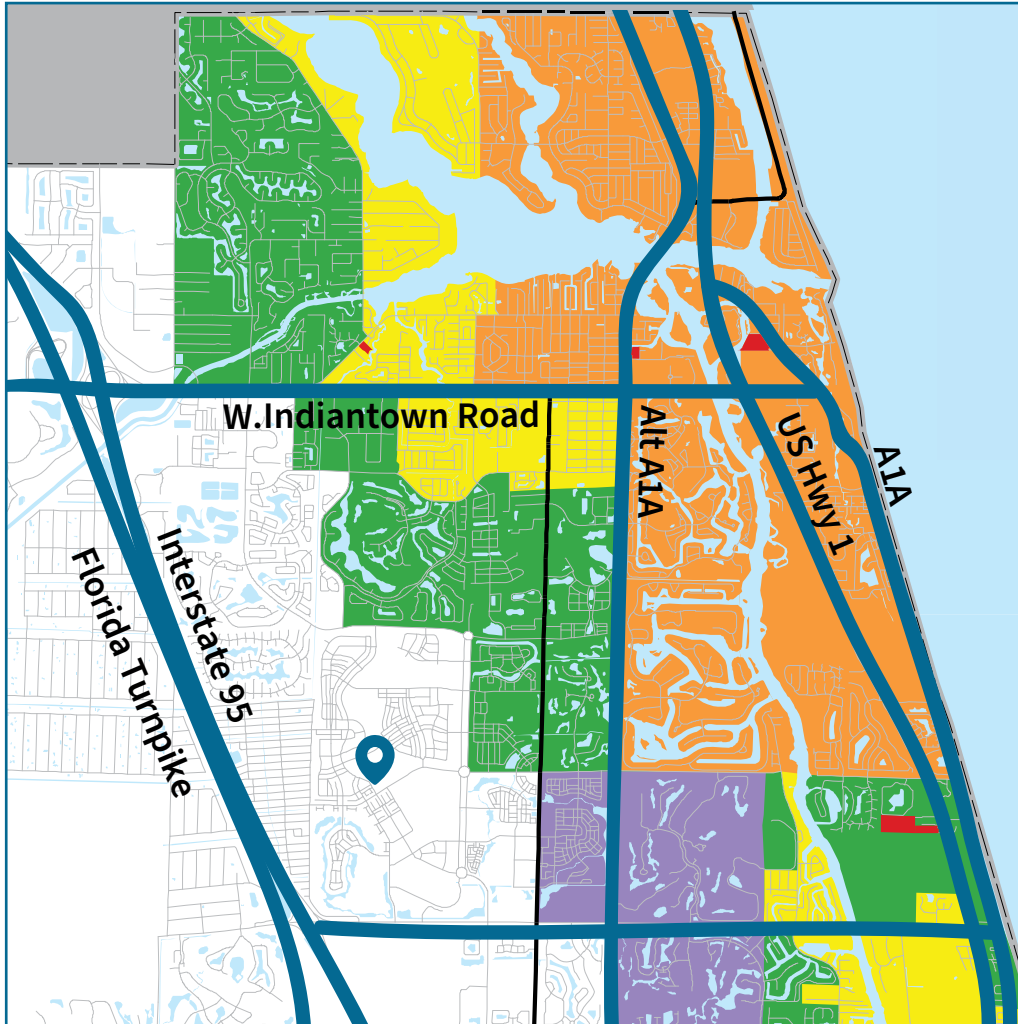 W.Indiantown Road
Alt A1A
US Hwy 1
A1A
Interstate 95
Florida Turnpike